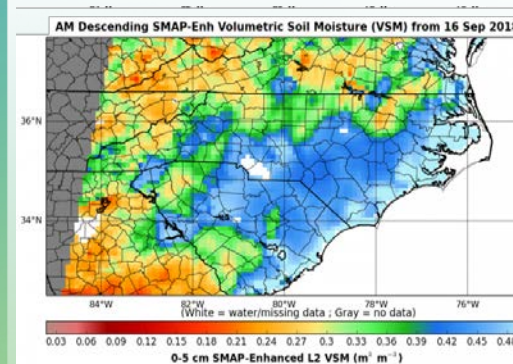 AM Descending SMAP-Enh Volumetric Soil Moisture (VSM) from 16 Sep 2018
36°N
34°N
84°W 82°W 80°W 78°W 76°W
(White = water/missing data ; Gray = no data)
0.03 0.06 0.09 0.12 0.15 0.18 0.21 0.24 0.27 0.3 0.33 0.36 0.39 0.42 0.45 0.48
0-5 cm SMAP-Enhanced L2 VSM (m³ m⁻³)